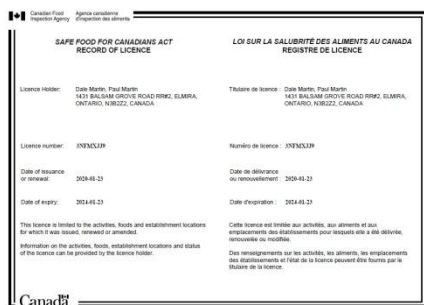 Canadian Food Agence canadienne
Inspection Agency d'inspection des aliments
SAFE FOOD FOR CANADIANS ACT
RECORD OF LICENCE
Licence Holder: Dale Martin, Paul Martin
1431 BALSAM GROVE ROAD RR#2, ELMIRA,
ONTARIO, N3B2Z2, CANADA
Licence number:
Date of issuance
or renewal: 2020-01-23
Date of expiry: 2024-01-23
This licence is limited to the activities, foods and establishment locations
for which it was issued, renewed or amended.
Information on the activities, foods, establishment locations and status
of the licence can be provided by the licence holder.
LOI SUR LA SALUBRITÉ DES ALIMENTS AU CANADA
REGISTRE DE LICENCE
Titulaire de licence : Dale Martin, Paul Martin
1431 BALSAM GROVE ROAD RR#2, ELMIRA,
ONTARIO, N3B2Z2, CANADA
Numéro de licence :
Date de délivrance
ou renouvellement : 2020-01-23
Date d'expiration : 2024-01-23
Cette licence est limitée aux activités, aux aliments et aux
emplacements des établissements pour lesquels elle a été délivrée,
renouvelée ou modifiée.
Des renseignements sur les activités, les aliments, les emplacements
des établissements et l'état de la licence peuvent être fournis par le
titulaire de la licence.
Canada